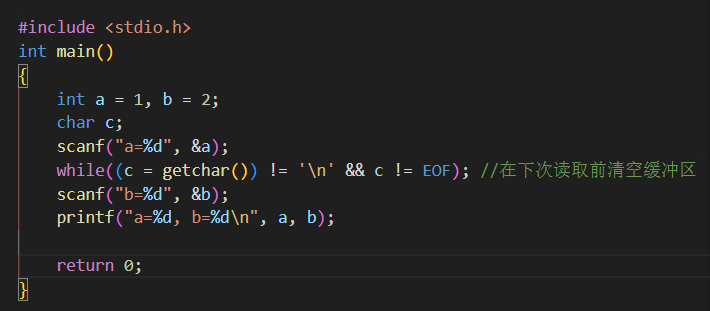 #include <stdio.h>
int main()
{
    int a = 1, b = 2;
    char c;
    scanf("a=%d", &a);
    while((c = getchar()) != '\n' && c != EOF); //在下次读取前清空缓冲区
    scanf("b=%d", &b);
    printf("a=%d, b=%d\n", a, b);
    return 0;
}